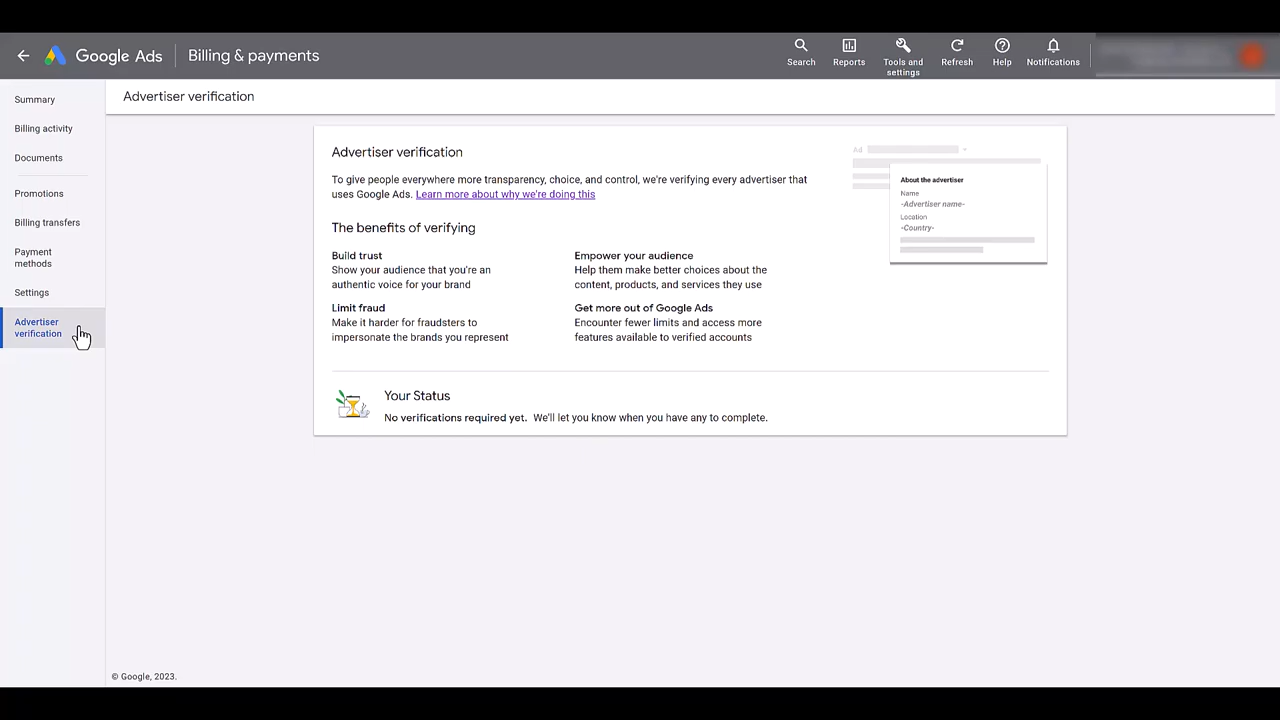 Google Ads
Billing & payments
Search
Reports
Tools and
settings
Refresh
Help
Notifications
Summary
Billing activity
Documents
Promotions
Billing transfers
Payment
methods
Settings
Advertiser
verification
Advertiser verification
Advertiser verification
To give people everywhere more transparency, choice, and control, we're verifying every advertiser that
uses Google Ads. Learn more about why we're doing this
The benefits of verifying
Build trust
Show your audience that you're an
authentic voice for your brand
Empower your audience
Help them make better choices about the
content, products, and services they use
Limit fraud
Make it harder for fraudsters to
impersonate the brands you represent
Get more out of Google Ads
Encounter fewer limits and access more
features available to verified accounts
Ad
About the advertiser
Name
-Advertiser name-
Location
-Country-
Your Status
No verifications required yet. We'll let you know when you have any to complete.
© Google, 2023.